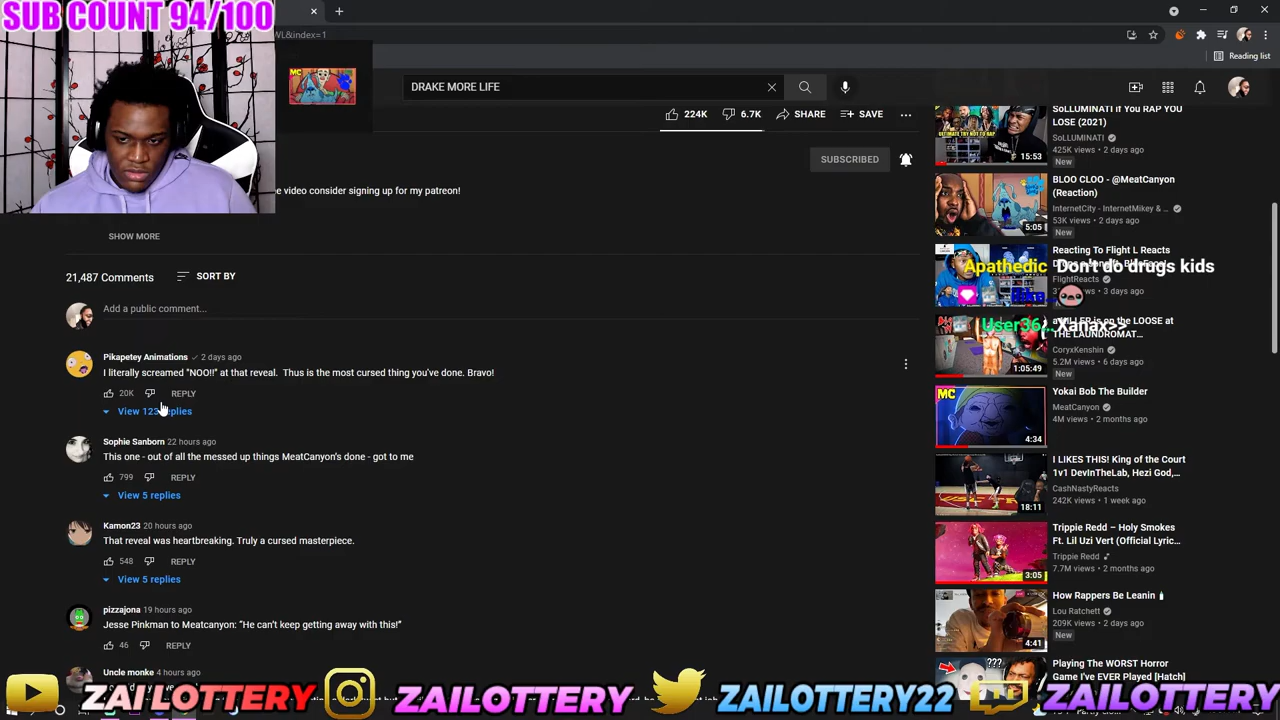 SUB COUNT 94/100
WL&index=1
Reading list
MC
DRAKE MORE LIFE
224K
6.7K
SHARE
SAVE
SUBSCRIBED
e video consider signing up for my patreon!
SHOW MORE
21,487 Comments
SORT BY
Add a public comment...
Pikapetey Animations 2 days ago
I literally screamed "NOO!!" at that reveal. Thus is the most cursed thing you've done. Bravo!
20K REPLY
View 123 replies
Sophie Sanborn 22 hours ago
This one - out of all the messed up things MeatCanyon's done - got to me
799 REPLY
View 5 replies
Kamon23 20 hours ago
That reveal was heartbreaking. Truly a cursed masterpiece.
548 REPLY
View 5 replies
pizzajona 19 hours ago
Jesse Pinkman to Meatcanyon: "He can't keep getting away with this!"
46 REPLY
Uncle monke 4 hours ago
SoLLUMINATI if You RAP YOU
LOSE (2021)
SoLLUMINATI
425K views • 2 days ago
New
15:53
BLOO CLOO - @MeatCanyon
(Reaction)
InternetCity - InternetMikey & ...
53K views • 2 days ago
New
5:05
Reacting To Flight L Reacts
FlightReacts
3 days ago
Apathedic Don't do drugs kids
User36... Xanax>>
a KILLER is on the LOOSE at
THE LAUNDROMAT...
CoryxKenshin
5.2M views • 6 days ago
New
1:05:49
Yokai Bob The Builder
MeatCanyon
4M views • 2 days ago
MC
4:34
I LIKES THIS! King of the Court
1v1 DevInTheLab, Hezi God,...
CashNastyReacts
242K views • 1 week ago
18:11
Trippie Redd – Holy Smokes
Ft. Lil Uzi Vert (Official Lyric...
Trippie Redd
7.7M views • 2 months ago
3:05
How Rappers Be Leanin
Lou Ratchett
209K views • 2 days ago
New
4:41
Playing The WORST Horror
Game I've EVER Played [Hatch]
???
ZAILOTTERY
ZAILOTTERY
ZAILOTTERY22
ZAILOTTERY